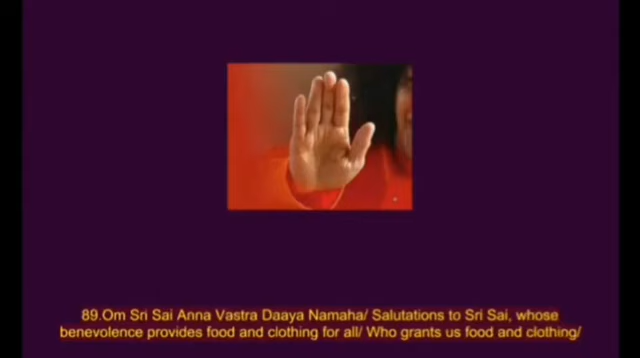 89.Om Sri Sai Anna Vastra Daaya Namaha/ Salutations to Sri Sai, whose
benevolence provides food and clothing for all/ Who grants us food and clothing/